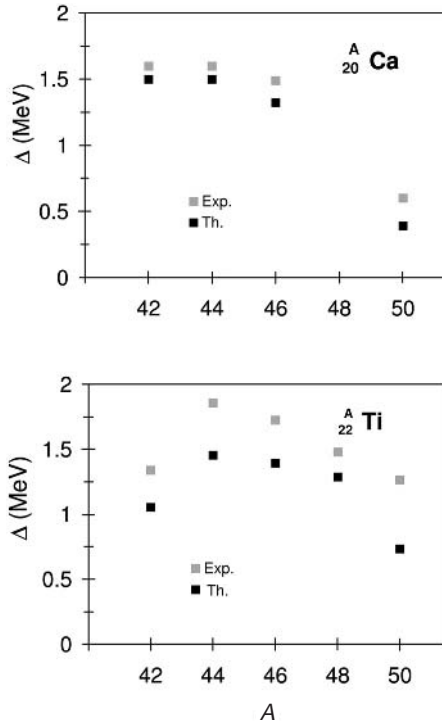 2
1.5
1
0.5
0
Δ (MeV)
A
20 Ca
Exp.
Th.
42 44 46 48 50
2
1.5
1
0.5
0
Δ (MeV)
A
22 Ti
Exp.
Th.
42 44 46 48 50
A